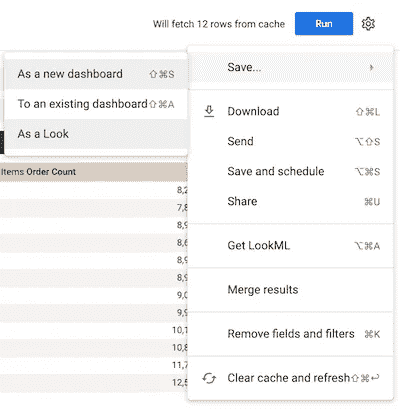 Will fetch 12 rows from cache Run
Save...
As a new dashboard ⇧⌘S
To an existing dashboard ⇧⌘A
As a Look
Download ⇧⌘L
Send ⌥⇧S
Save and schedule ⌥⌘S
Share ⌘U
Get LookML ⌥⌘A
Merge results
Remove fields and filters ⌘K
Clear cache and refresh ⇧⌘↩
Items Order Count
8,2
7,8
8,9
8,6
8,9
8,9
9,0
9,9
10,1
10,8
11,7
12,5